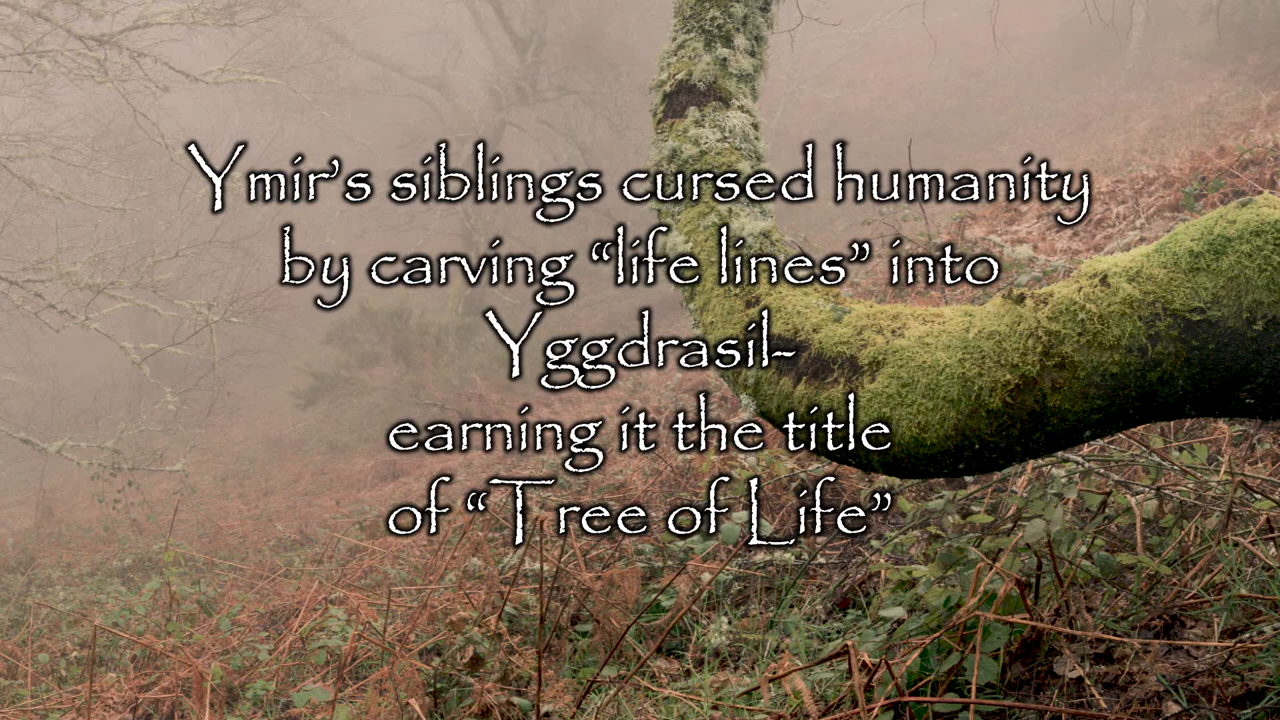 Ymir’s siblings cursed humanity
by carving “life lines” into
Yggdrasil-
earning it the title
of “Tree of Life”